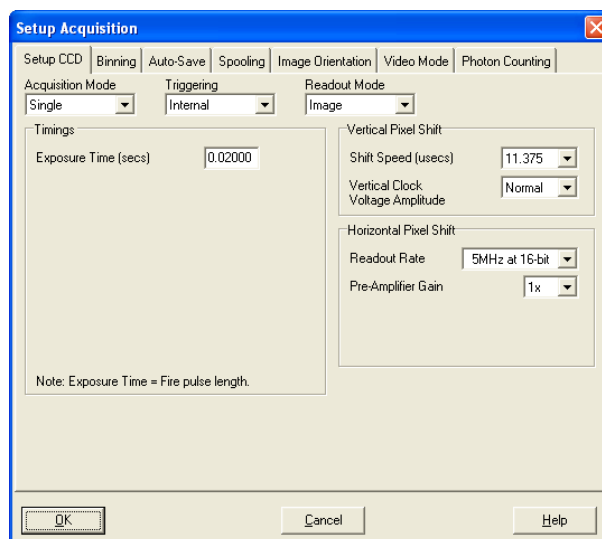 Setup Acquisition
Setup CCD Binning Auto-Save Spooling Image Orientation Video Mode Photon Counting
Acquisition Mode Triggering Readout Mode
Single Internal Image
Timings
Exposure Time (secs) 0.02000
Note: Exposure Time = Fire pulse length.
Vertical Pixel Shift
Shift Speed (usecs) 11.375
Vertical Clock
Voltage Amplitude Normal
Horizontal Pixel Shift
Readout Rate 5MHz at 16-bit
Pre-Amplifier Gain 1x
OK Cancel Help